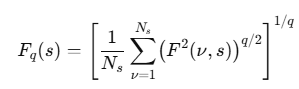 F_q(s) = \left[ \frac{1}{N_s} \sum_{\nu=1}^{N_s} \left( F^2(\nu, s) \right)^{q/2} \right]^{1/q}